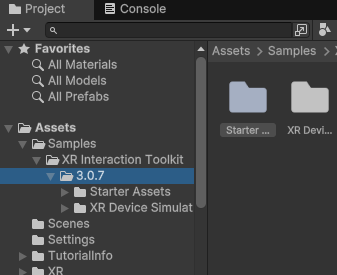 Project
Console
Favorites
All Materials
All Models
All Prefabs
Assets
Samples
XR Interaction Toolkit
3.0.7
Starter Assets
XR Device Simulat
Scenes
Settings
TutorialInfo
XR
Assets > Samples >
Starter ...
XR Devi...